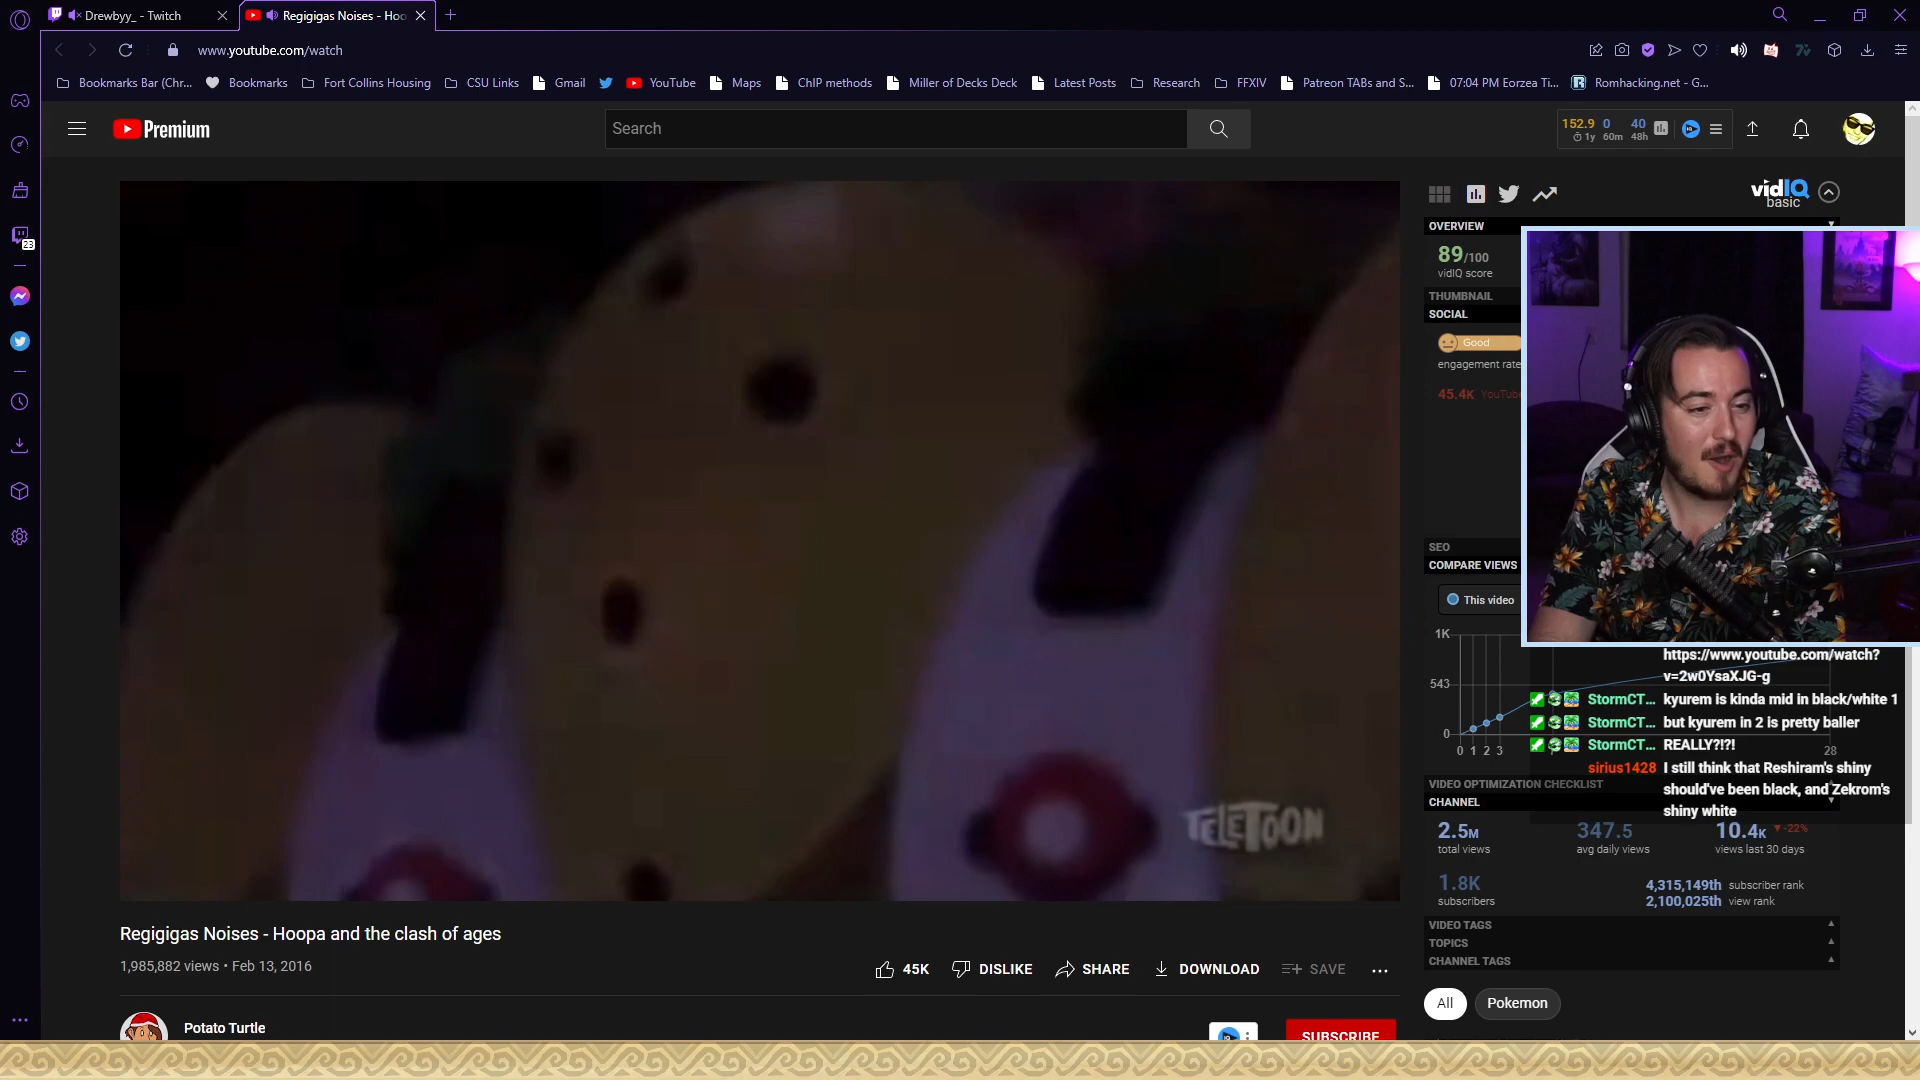 Drewbyy_ - Twitch
Regigigas Noises - Hoo
www.youtube.com/watch
Bookmarks Bar (Chr...
Bookmarks
Fort Collins Housing
CSU Links
Gmail
YouTube
Maps
ChIP methods
Miller of Decks Deck
Latest Posts
Research
FFXIV
Patreon TABs and S...
07:04 PM Eorzea Ti...
Romhacking.net - G...
Premium
Search
152.9 0 40
1y 60m 48h
23
vidIQ
basic
OVERVIEW
89/100
vidIQ score
THUMBNAIL
SOCIAL
Good
engagement rate
45.4K YouTube
SEO
COMPARE VIEWS
This video
1K
543
0
0 1 2 3
28
https://www.youtube.com/watch?
v=2w0YsaXJG-g
StormCT... kyurem is kinda mid in black/white 1
StormCT... but kyurem in 2 is pretty baller
StormCT... REALLY?!?!
sirius1428 I still think that Reshiram's shiny
should've been black, and Zekrom's
shiny white
VIDEO OPTIMIZATION CHECKLIST
CHANNEL
2.5M 347.5 10.4K -22%
total views avg daily views views last 30 days
1.8K 4,315,149th subscriber rank
subscribers 2,100,025th view rank
VIDEO TAGS
TOPICS
CHANNEL TAGS
All
Pokemon
TELETOON
Regigigas Noises - Hoopa and the clash of ages
1,985,882 views • Feb 13, 2016
45K
DISLIKE
SHARE
DOWNLOAD
SAVE
Potato Turtle
SUBSCRIBE